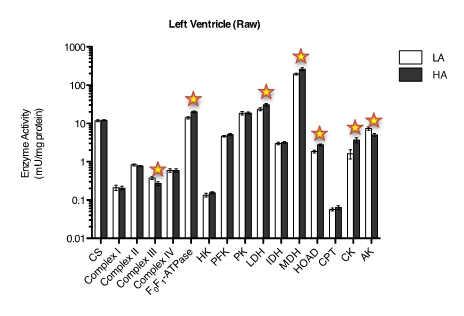 Left Ventricle (Raw)
Enzyme Activity
(mU/mg protein)
1000
100
10
1
0.1
0.01
LA
HA
CS
Complex I
Complex II
Complex III
Complex IV
F₀F₁-ATPase
HK
PFK
PK
LDH
IDH
MDH
HOAD
CPT
CK
AK